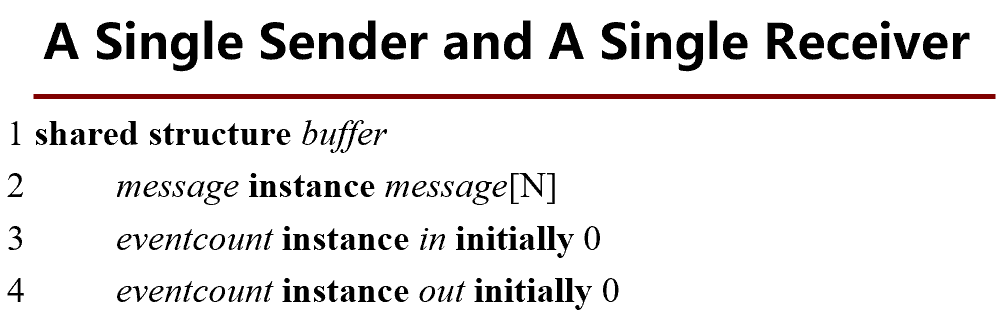 A Single Sender and A Single Receiver
1 shared structure buffer
2 message instance message[N]
3 eventcount instance in initially 0
4 eventcount instance out initially 0